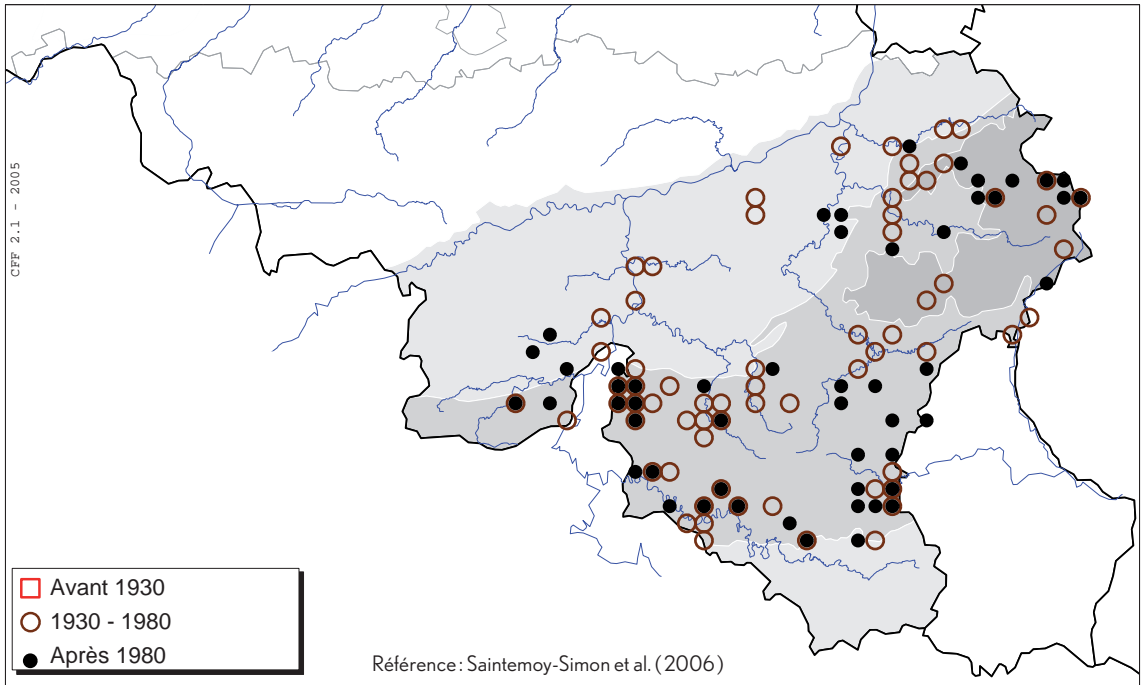 CFF 2.1 - 2005
Avant 1930
1930 - 1980
Après 1980
Référence : Saintemoy-Simon et al. (2006)